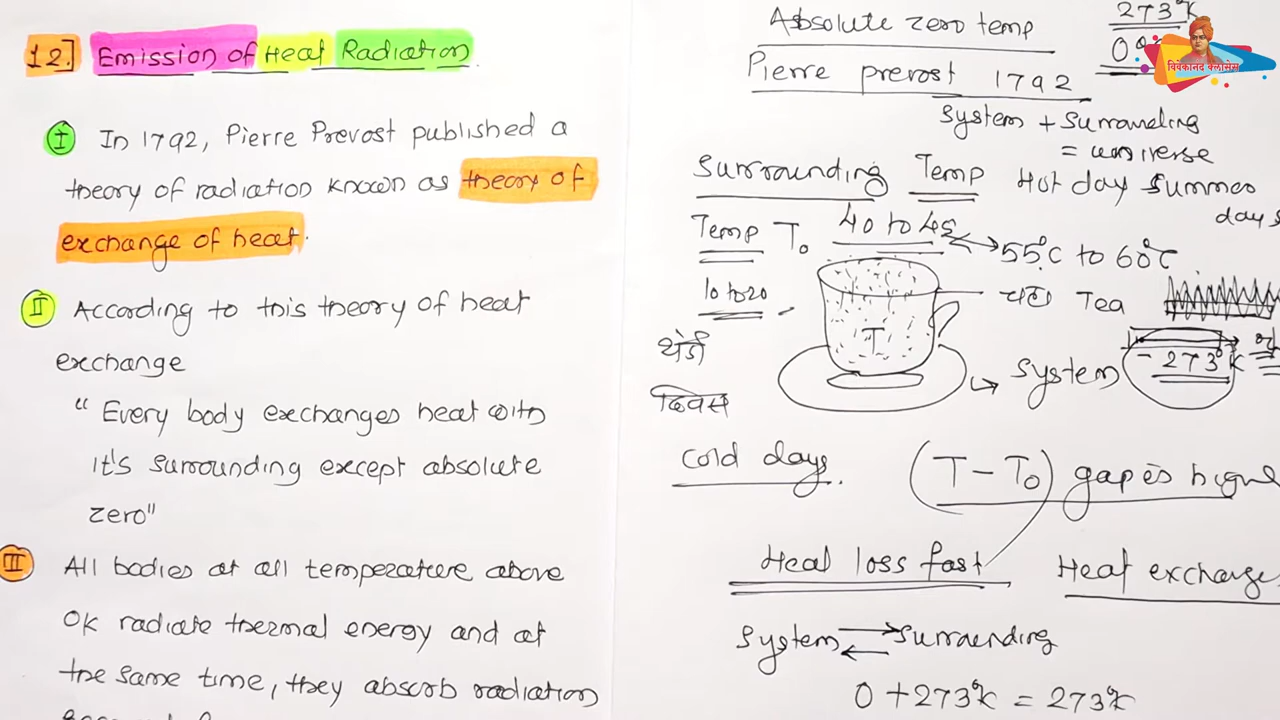 12] Emission of Heat Radiation.
I In 1792, Pierre Prevost published a
theory of radiation known as theory of
exchange of heat.
II According to this theory of heat
exchange
" Every body exchanges heat with
it's surrounding except absolute
zero"
III All bodies at all temperature above
0K radiate thermal energy and at
the same time, they absorb radiation
Absolute zero temp
273°K
0°
विवेकानंद क्लासेस
Pierre prevost 1792
System + Surrounding
= universe
Surrounding Temp Hot day Summer
days
Temp T₀ 40 to 45
55°C to 60°C
10 to 20
चहा Tea
T
थंडी
दिवस
System
- 273°K
Cold days.
(T - T₀) gap is high
Heat loss fast
Heat exchange
System ⇄ Surrounding
0 + 273°K = 273°K